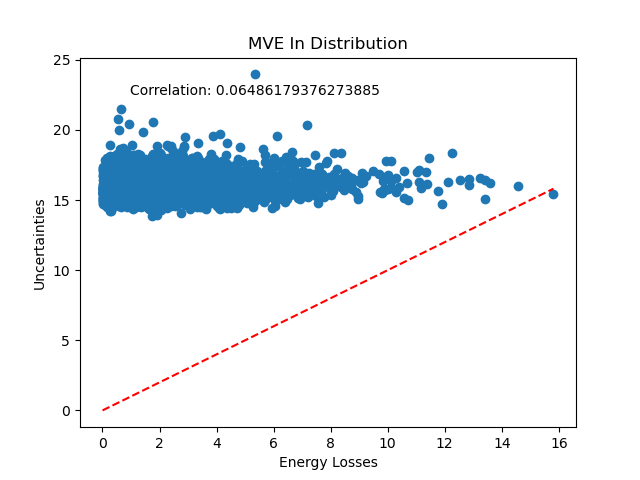 MVE In Distribution
Correlation: 0.06486179376273885
25
20
15
10
5
0
Uncertainties
0 2 4 6 8 10 12 14 16
Energy Losses